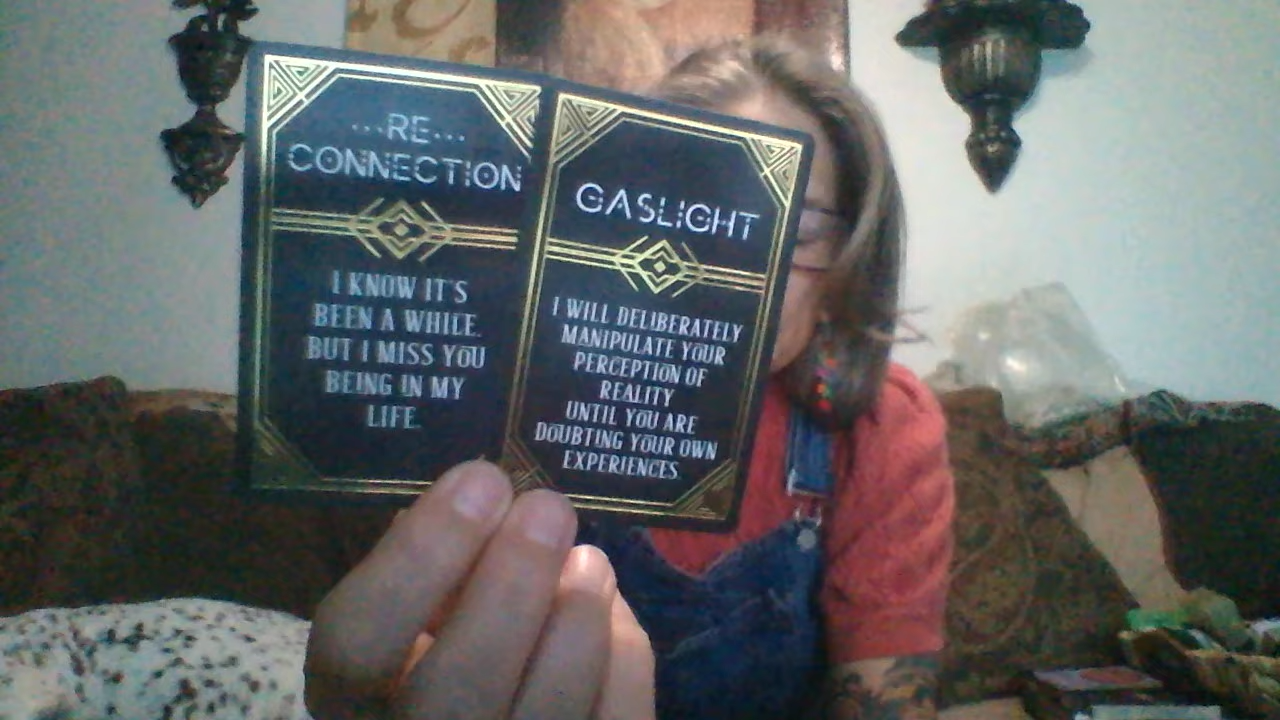 ...RE...
CONNECTION
I KNOW IT'S
BEEN A WHILE.
BUT I MISS YOU
BEING IN MY
LIFE.
GASLIGHT
I WILL DELIBERATELY
MANIPULATE YOUR
PERCEPTION OF
REALITY
UNTIL YOU ARE
DOUBTING YOUR OWN
EXPERIENCES.